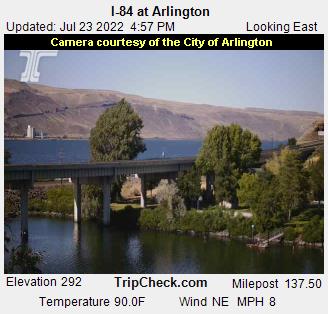 I-84 at Arlington
Updated: Jul 23 2022 4:57 PM Looking East
Camera courtesy of the City of Arlington
Elevation 292 TripCheck.com Milepost 137.50
Temperature 90.0F Wind NE MPH 8